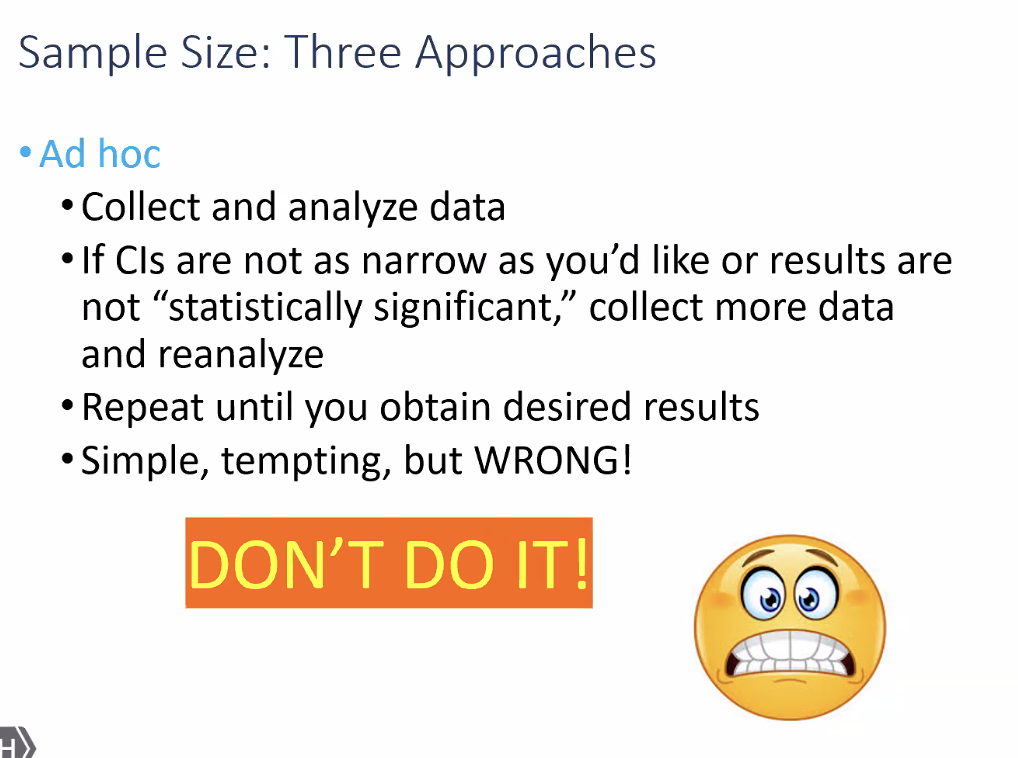 Sample Size: Three Approaches
• Ad hoc
• Collect and analyze data
• If CIs are not as narrow as you’d like or results are
not “statistically significant,” collect more data
and reanalyze
• Repeat until you obtain desired results
• Simple, tempting, but WRONG!
DON’T DO IT!
H